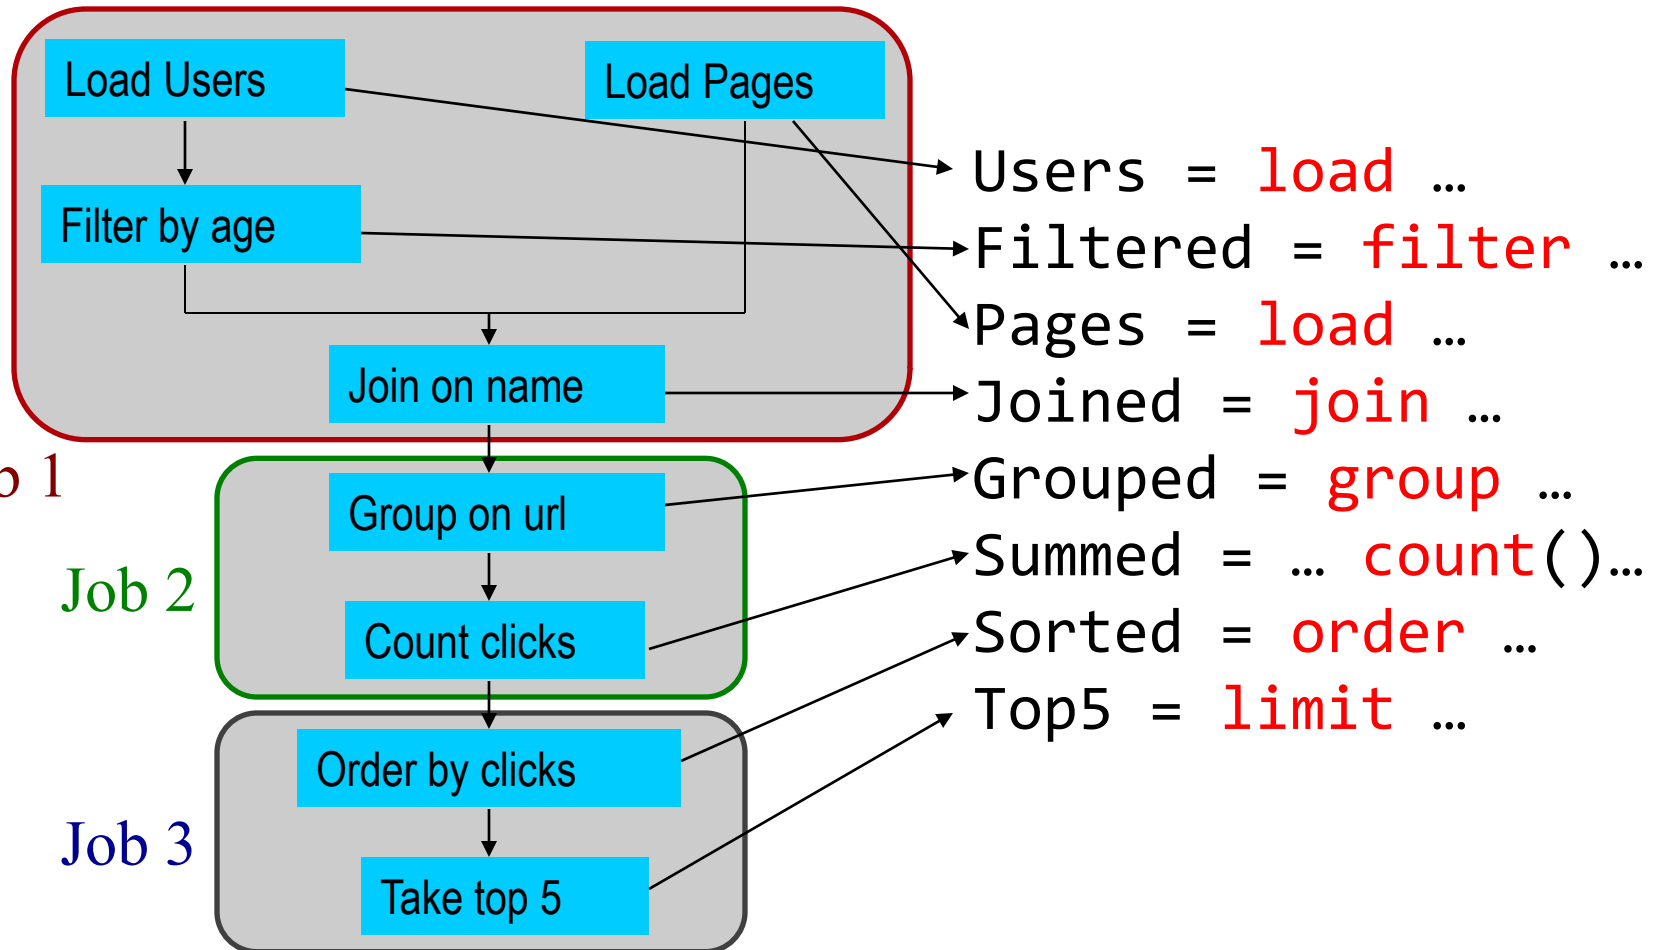 Load Users
Load Pages
Filter by age
Join on name
b 1
Group on url
Job 2
Count clicks
Order by clicks
Job 3
Take top 5
Users = load …
Filtered = filter …
Pages = load …
Joined = join …
Grouped = group …
Summed = … count()…
Sorted = order …
Top5 = limit …